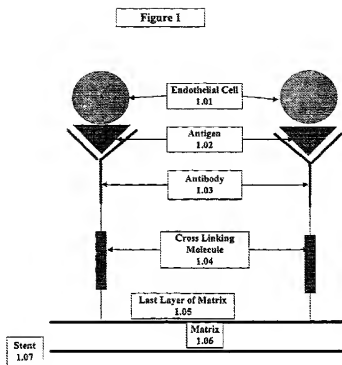 Figure 1
Endothelial Cell
1.01
Antigen
1.02
Antibody
1.03
Cross Linking
Molecule
1.04
Last Layer of Matrix
1.05
Matrix
1.06
Stent
1.07